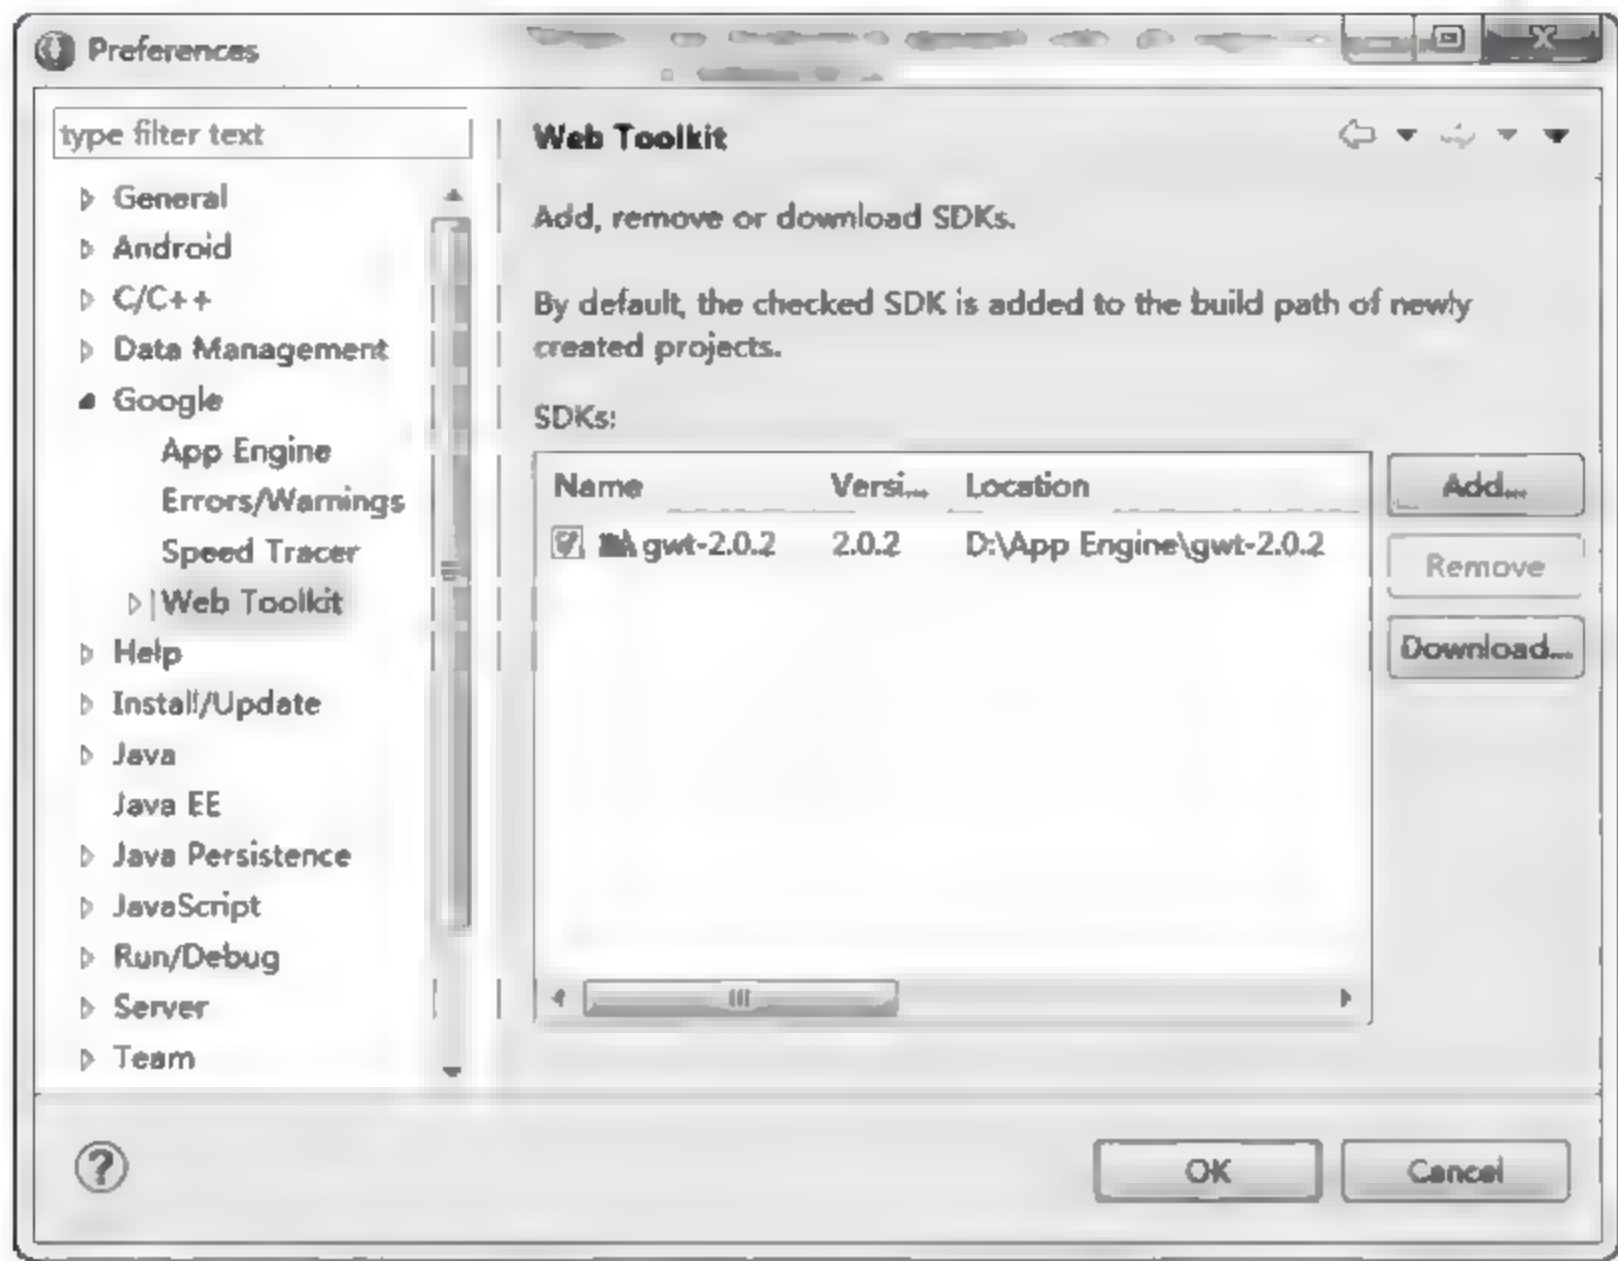 Preferences
type filter text
General
Android
C/C++
Data Management
Google
App Engine
Errors/Warnings
Speed Tracer
Web Toolkit
Help
Install/Update
Java
Java EE
Java Persistence
JavaScript
Run/Debug
Server
Team
Web Toolkit
Add, remove or download SDKs.
By default, the checked SDK is added to the build path of newly
created projects.
SDKs:
Name Versi... Location
gwt-2.0.2 2.0.2 D:\App Engine\gwt-2.0.2
Add...
Remove
Download...
OK Cancel